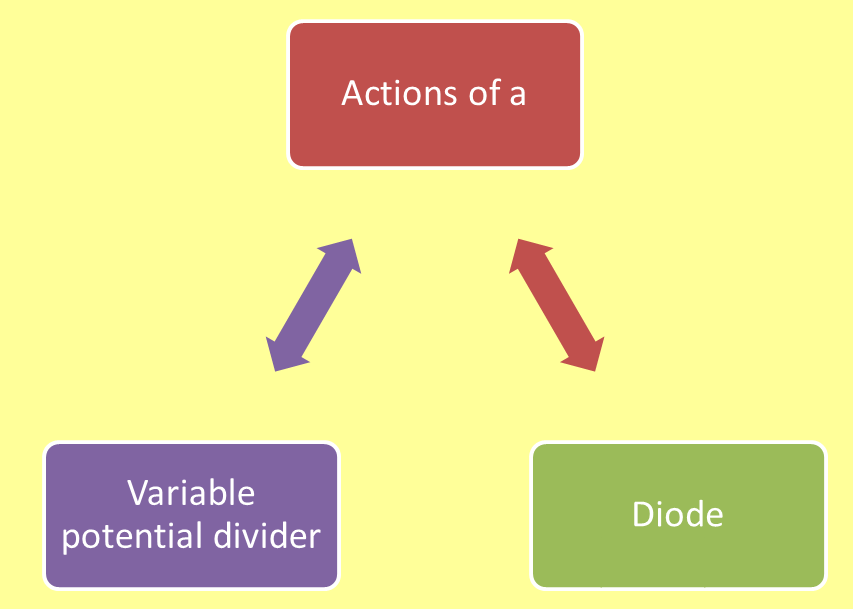 Actions of a
Variable
potential divider
Diode